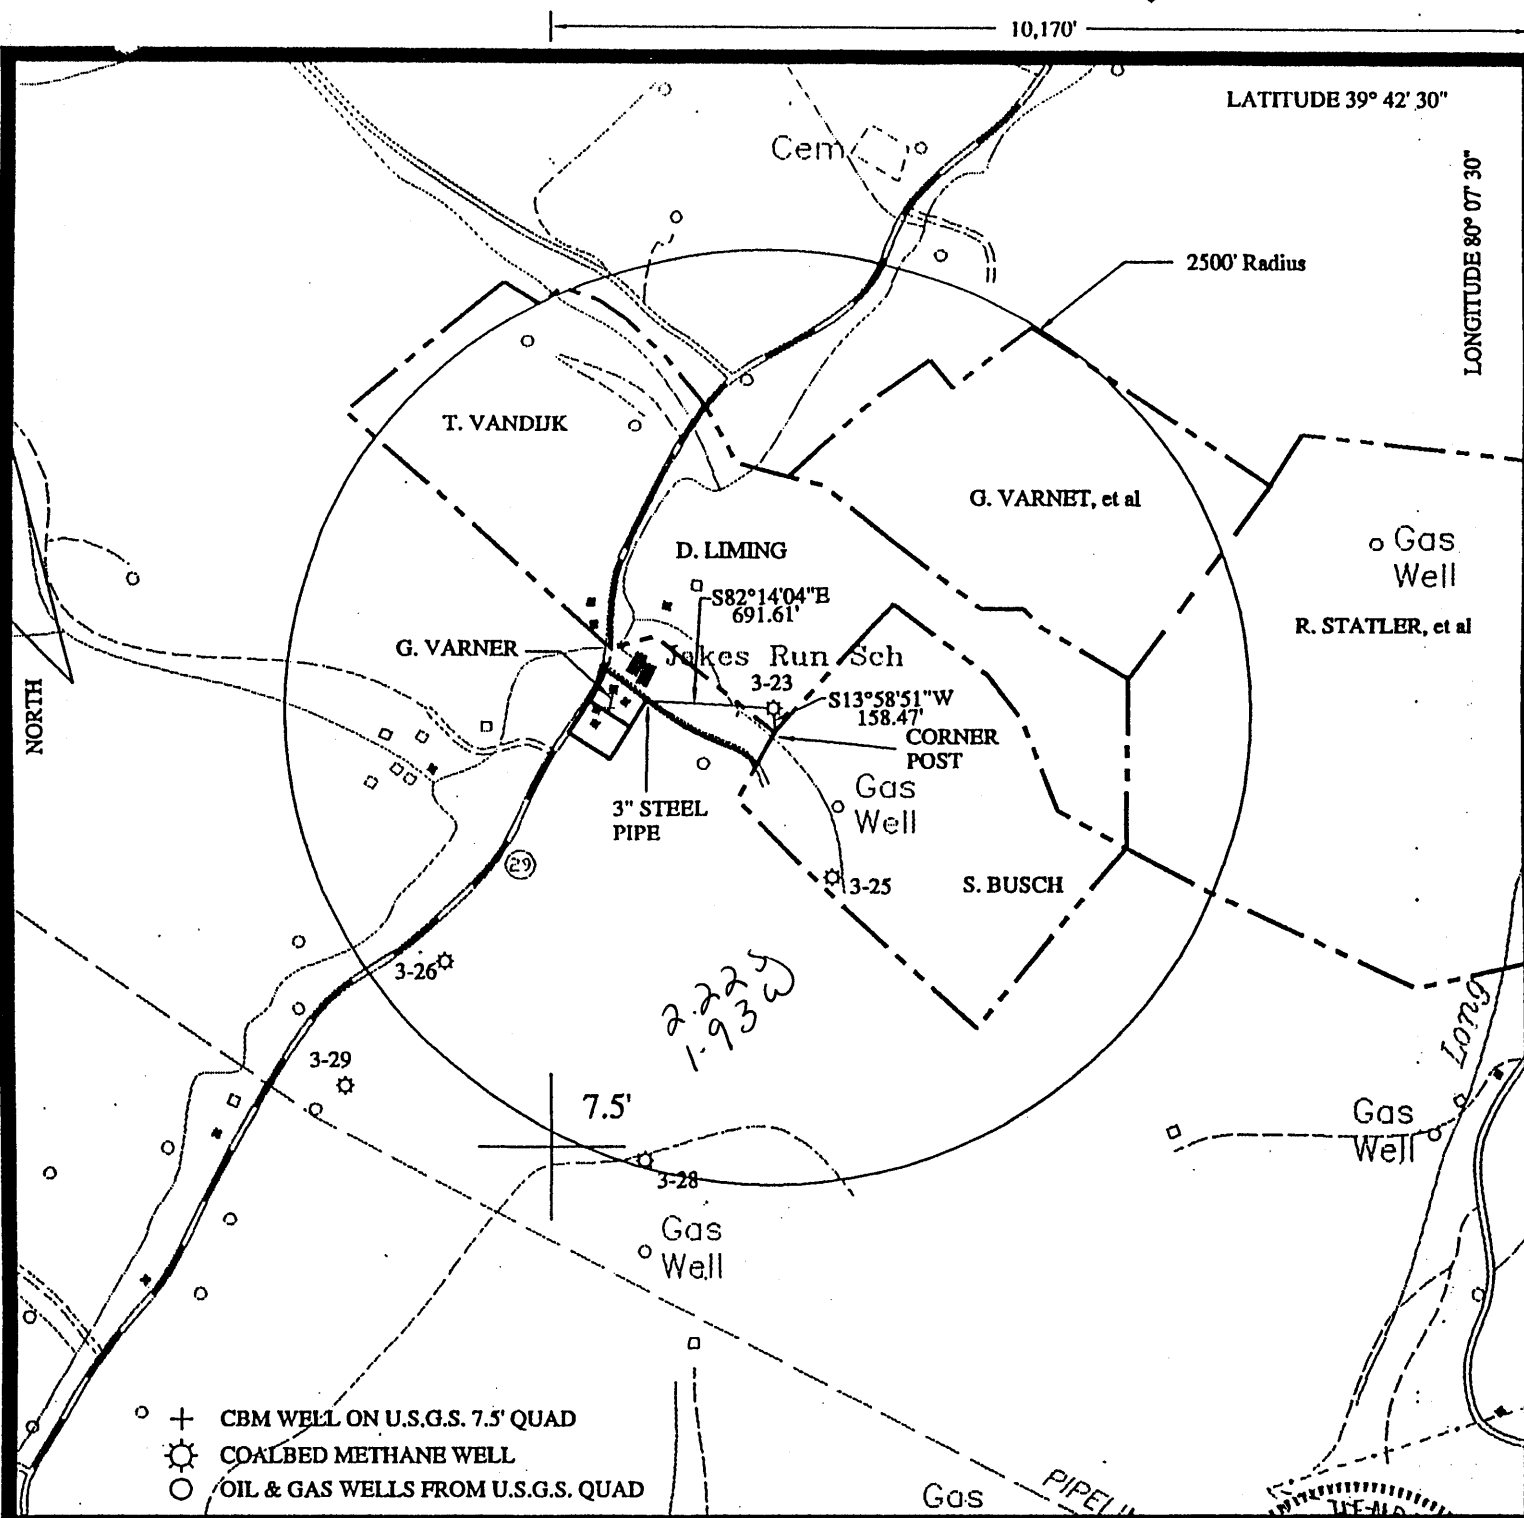 10,170'
LATITUDE 39° 42' 30"
LONGITUDE 80° 07' 30"
Cem
2500' Radius
T. VANDIJK
G. VARNET, et al
D. LIMING
Gas
Well
S82°14'04"E
691.61'
R. STATLER, et al
G. VARNER
Jakes Run Sch
3-23
S13°58'51"W
158.47'
CORNER
POST
NORTH
Gas
Well
3" STEEL
PIPE
29
3-25
S. BUSCH
3-26
2.22 S
1.93 W
Long
3-29
7.5'
Gas
Well
3-28
Gas
Well
CBM WELL ON U.S.G.S. 7.5' QUAD
COALBED METHANE WELL
OIL & GAS WELLS FROM U.S.G.S. QUAD
Gas